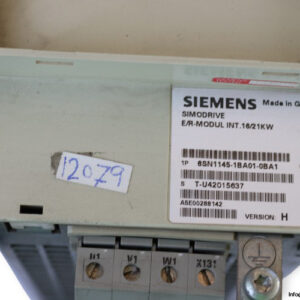 SIEMENS Made in G
SIMODRIVE
E/R-MODUL INT. 16/21KW
1P 6SN1145-1BA01-0BA1
S T-U42015637
A5E00288142
VERSION: H
12079
U1 V1 W1 X131